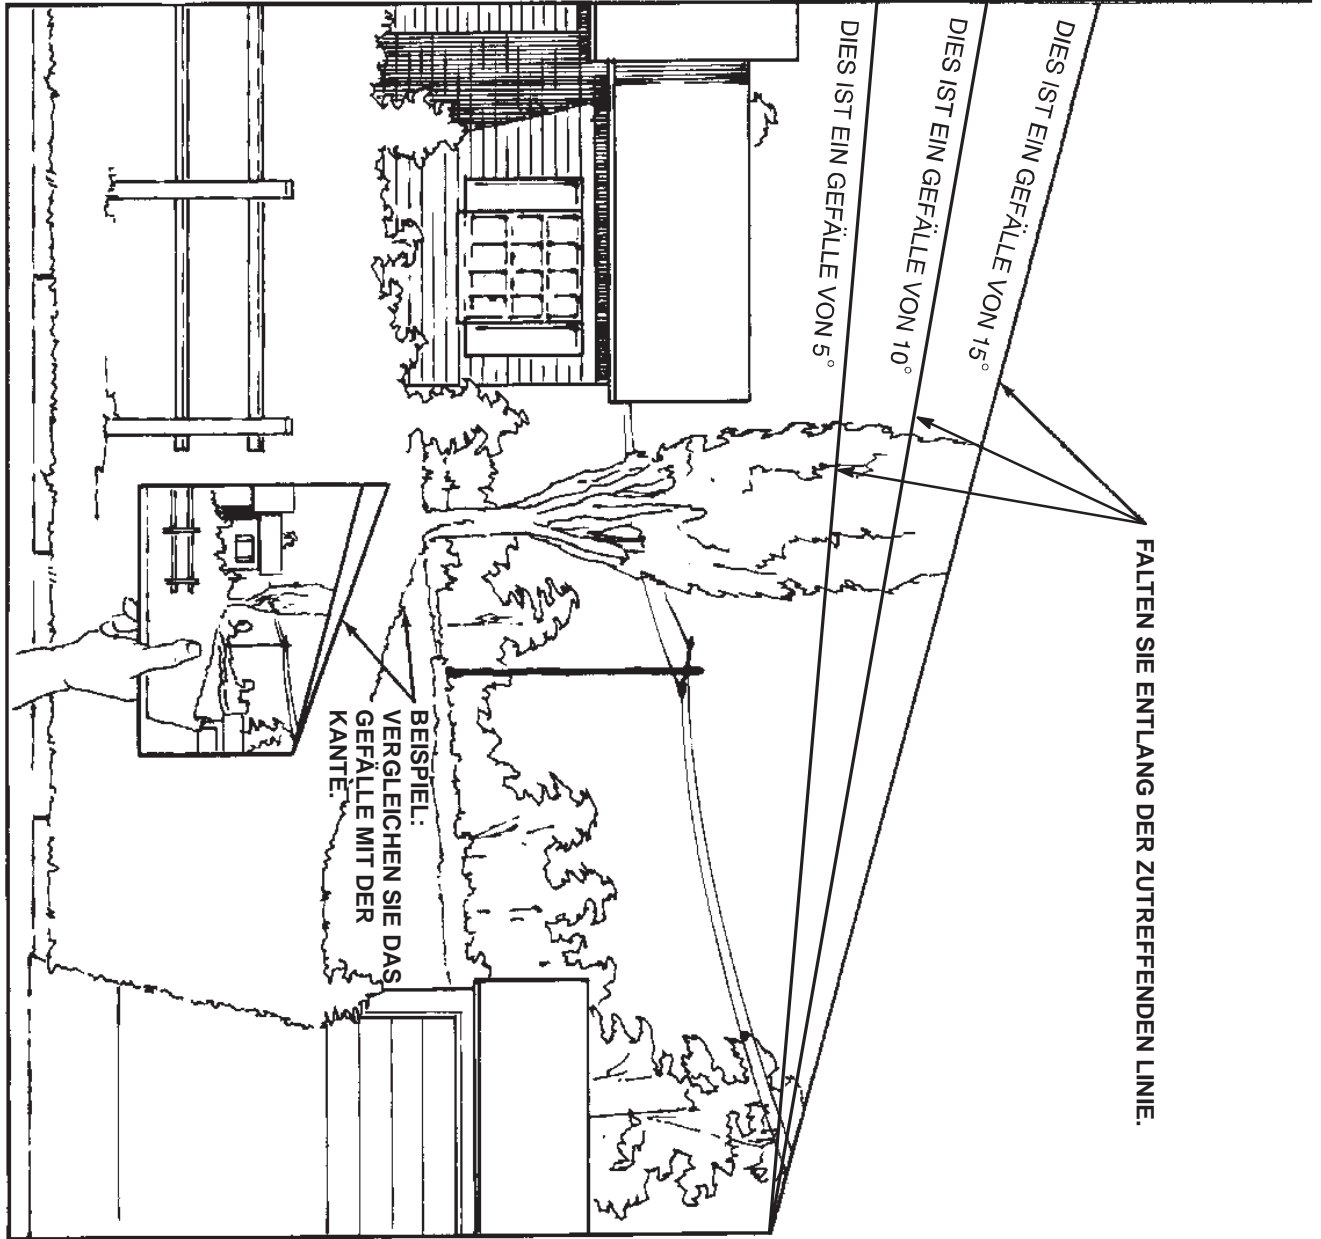 FALTEN SIE ENTLANG DER ZUTREFFENDEN LINIE.
DIES IST EIN GEFÄLLE VON 15°
DIES IST EIN GEFÄLLE VON 10°
DIES IST EIN GEFÄLLE VON 5°
BEISPIEL:
VERGLEICHEN SIE DAS
GEFÄLLE MIT DER
KANTE.